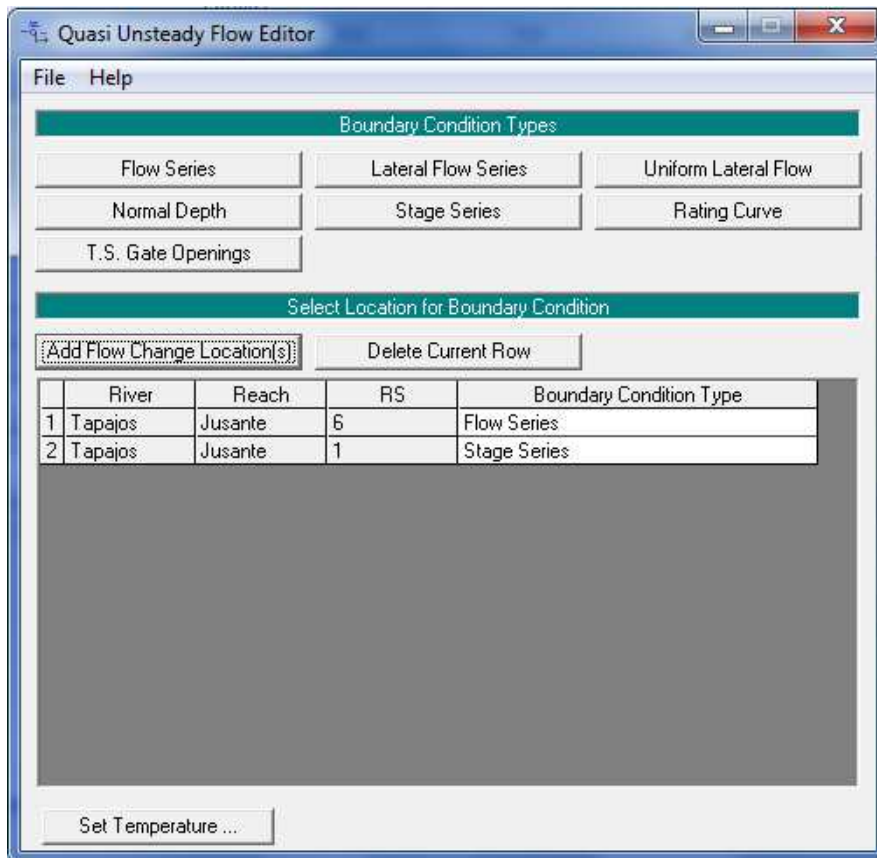 Quasi Unsteady Flow Editor
File Help
Boundary Condition Types
Flow Series Lateral Flow Series Uniform Lateral Flow
Normal Depth Stage Series Rating Curve
T.S. Gate Openings
Select Location for Boundary Condition
Add Flow Change Location(s) Delete Current Row
River Reach RS Boundary Condition Type
1 Tapajos Jusante 6 Flow Series
2 Tapajos Jusante 1 Stage Series
Set Temperature ...